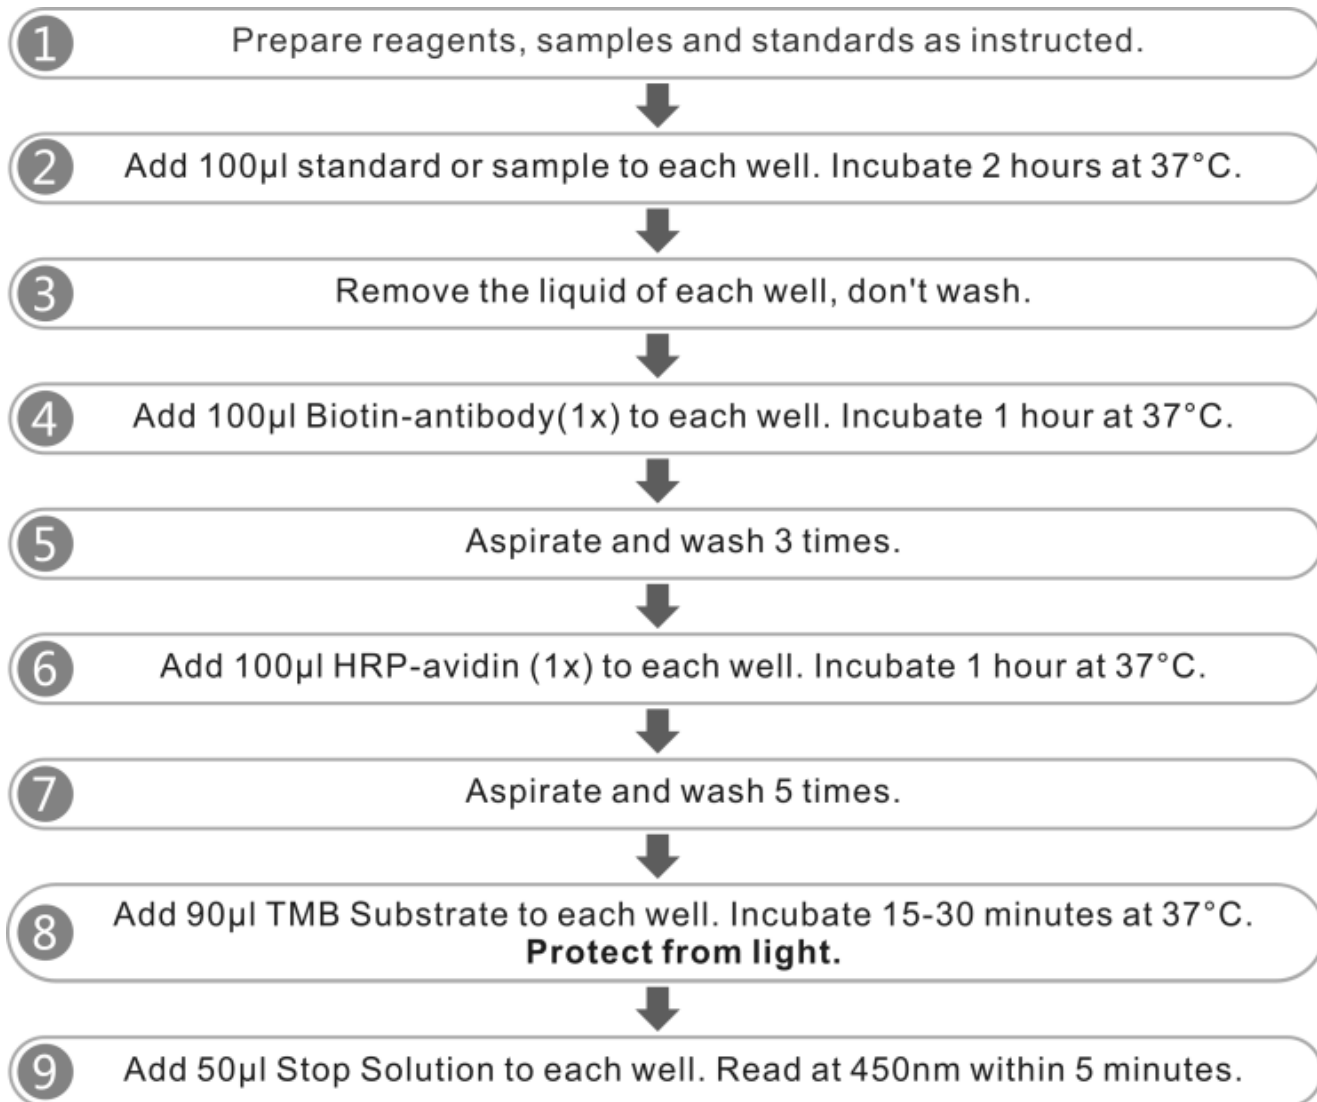 1 Prepare reagents, samples and standards as instructed.
2 Add 100µl standard or sample to each well. Incubate 2 hours at 37°C.
3 Remove the liquid of each well, don't wash.
4 Add 100µl Biotin-antibody(1x) to each well. Incubate 1 hour at 37°C.
5 Aspirate and wash 3 times.
6 Add 100µl HRP-avidin (1x) to each well. Incubate 1 hour at 37°C.
7 Aspirate and wash 5 times.
8 Add 90µl TMB Substrate to each well. Incubate 15-30 minutes at 37°C.
Protect from light.
9 Add 50µl Stop Solution to each well. Read at 450nm within 5 minutes.